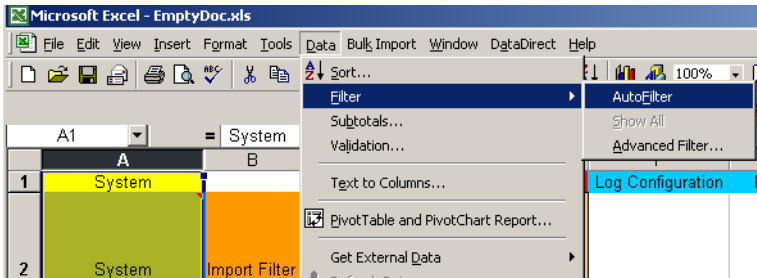 Microsoft Excel - EmptyDoc.xls
File Edit View Insert Format Tools Data Bulk Import Window DataDirect Help
ABC Sort... 100%
Filter AutoFilter
Subtotals... Show All
A1 = System Validation... Advanced Filter...
A B
1 System Text to Columns... Log Configuration
PivotTable and PivotChart Report...
Get External Data
2 System Import Filter